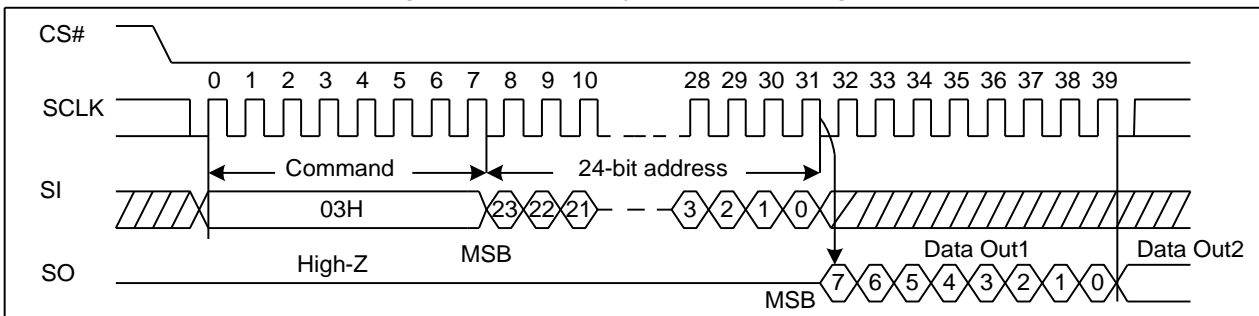 CS#
0 1 2 3 4 5 6 7 8 9 10 28 29 30 31 32 33 34 35 36 37 38 39
SCLK
Command 24-bit address
SI
03H 23 22 21 3 2 1 0
MSB
High-Z Data Out1 Data Out2
SO
7 6 5 4 3 2 1 0
MSB